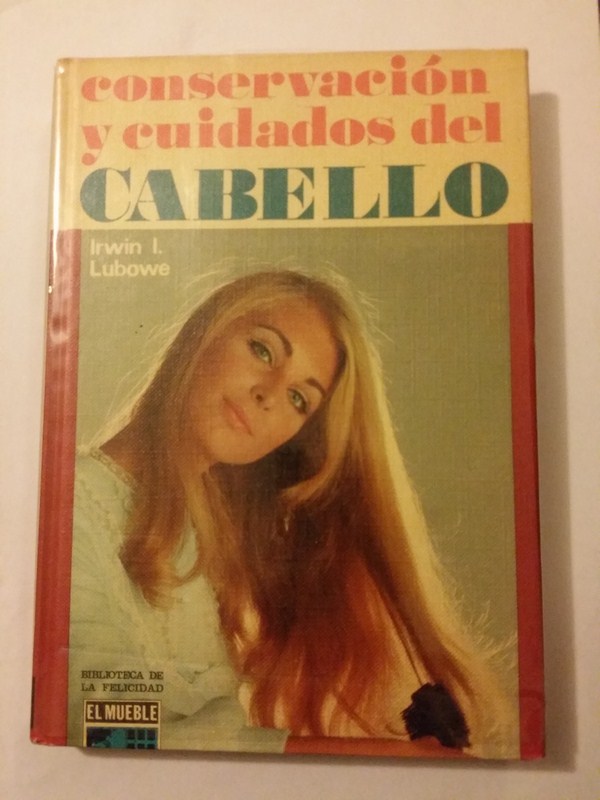 conservación
y cuidados del
CABELLO
Irwin I.
Lubowe
BIBLIOTECA DE
LA FELICIDAD
EL MUEBLE